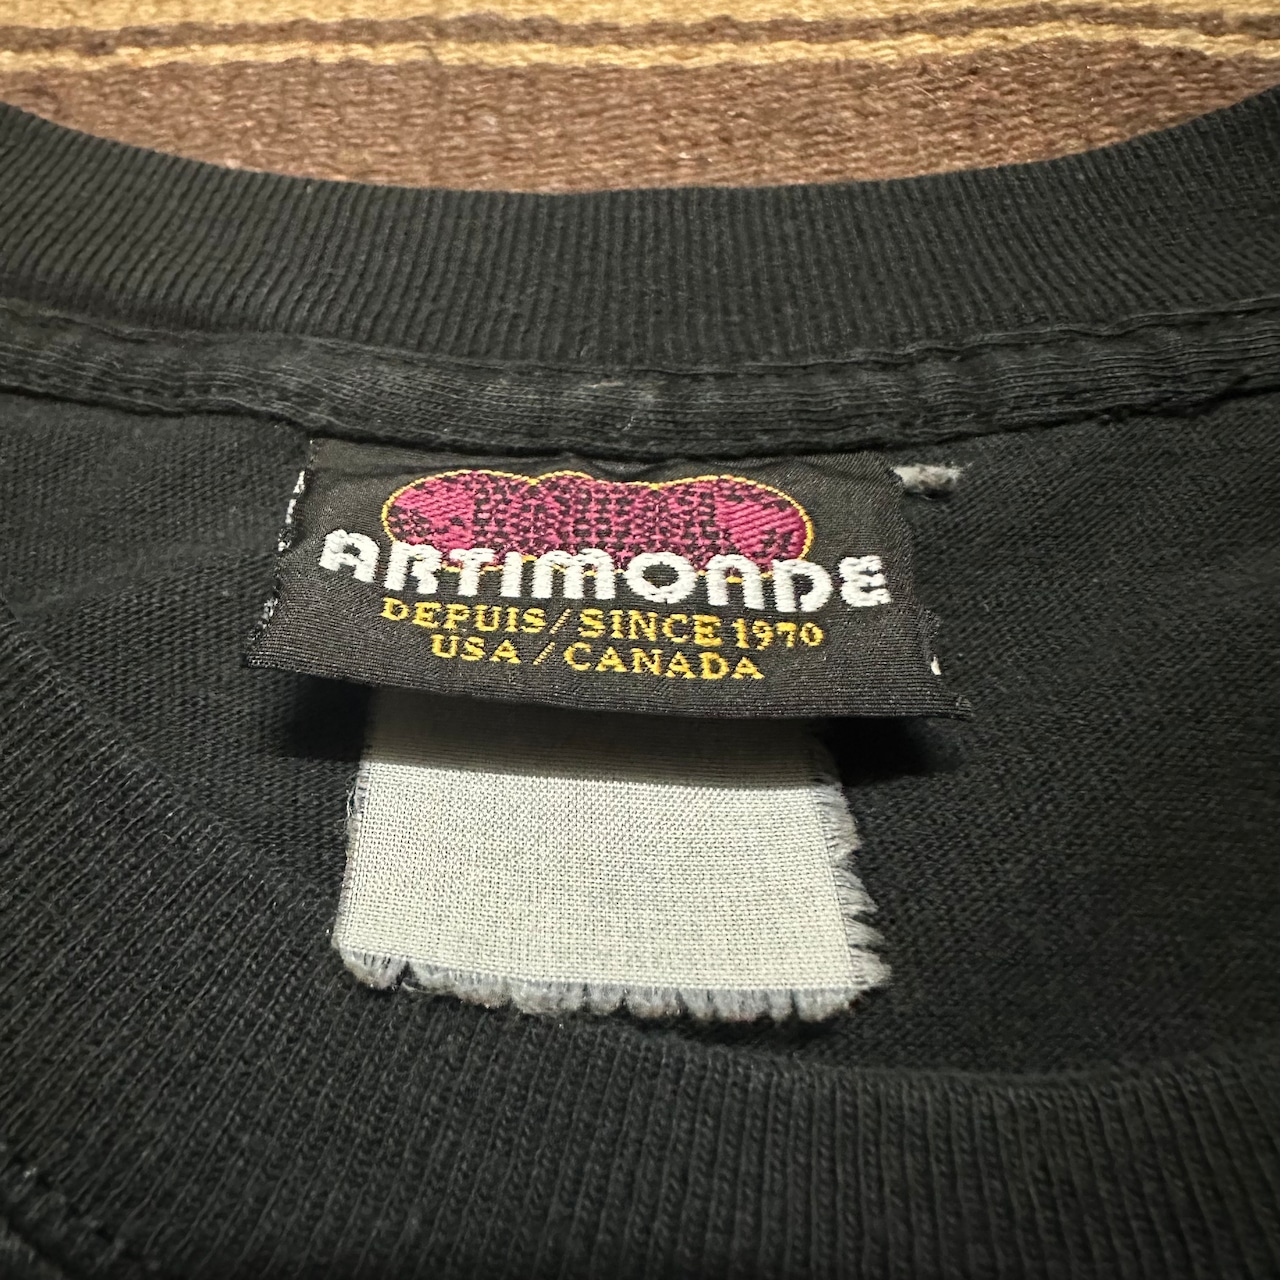 ARTIMONDE
DEPUIS/SINCE 1970
USA/CANADA